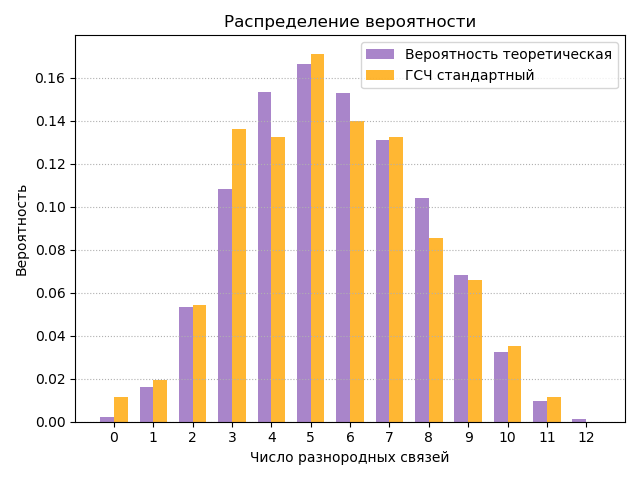 Распределение вероятности
Вероятность теоретическая
ГСЧ стандартный
Вероятность
0.16
0.14
0.12
0.10
0.08
0.06
0.04
0.02
0.00
0 1 2 3 4 5 6 7 8 9 10 11 12
Число разнородных связей